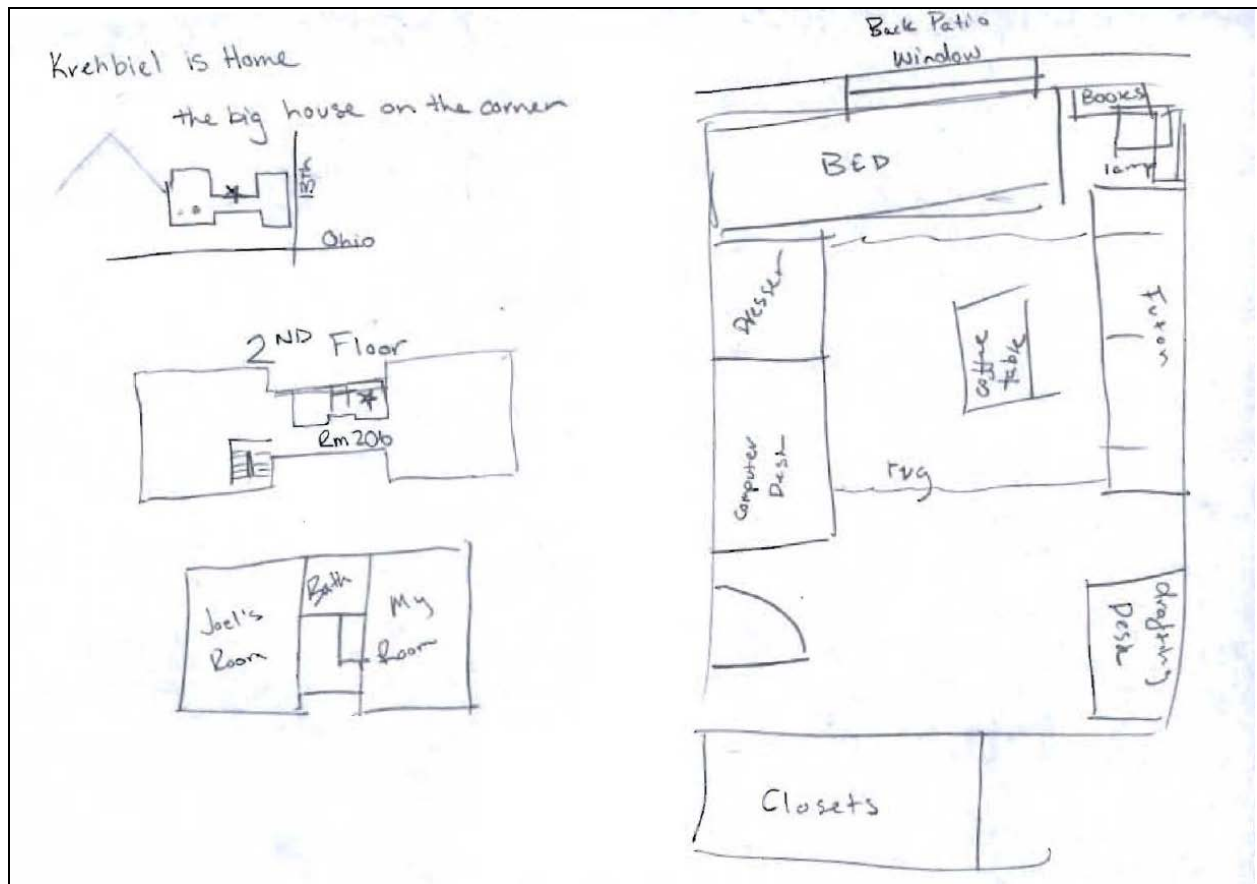 Krehbiel is Home
the big house on the corner
13th
Ohio
2ND Floor
Rm 206
Joel's
Room
Bath
My
Room
Back Patio
Window
BED
Books
lamp
Dresser
Futon
coffee
table
Computer
Desk
rug
drafting
Desk
Closets